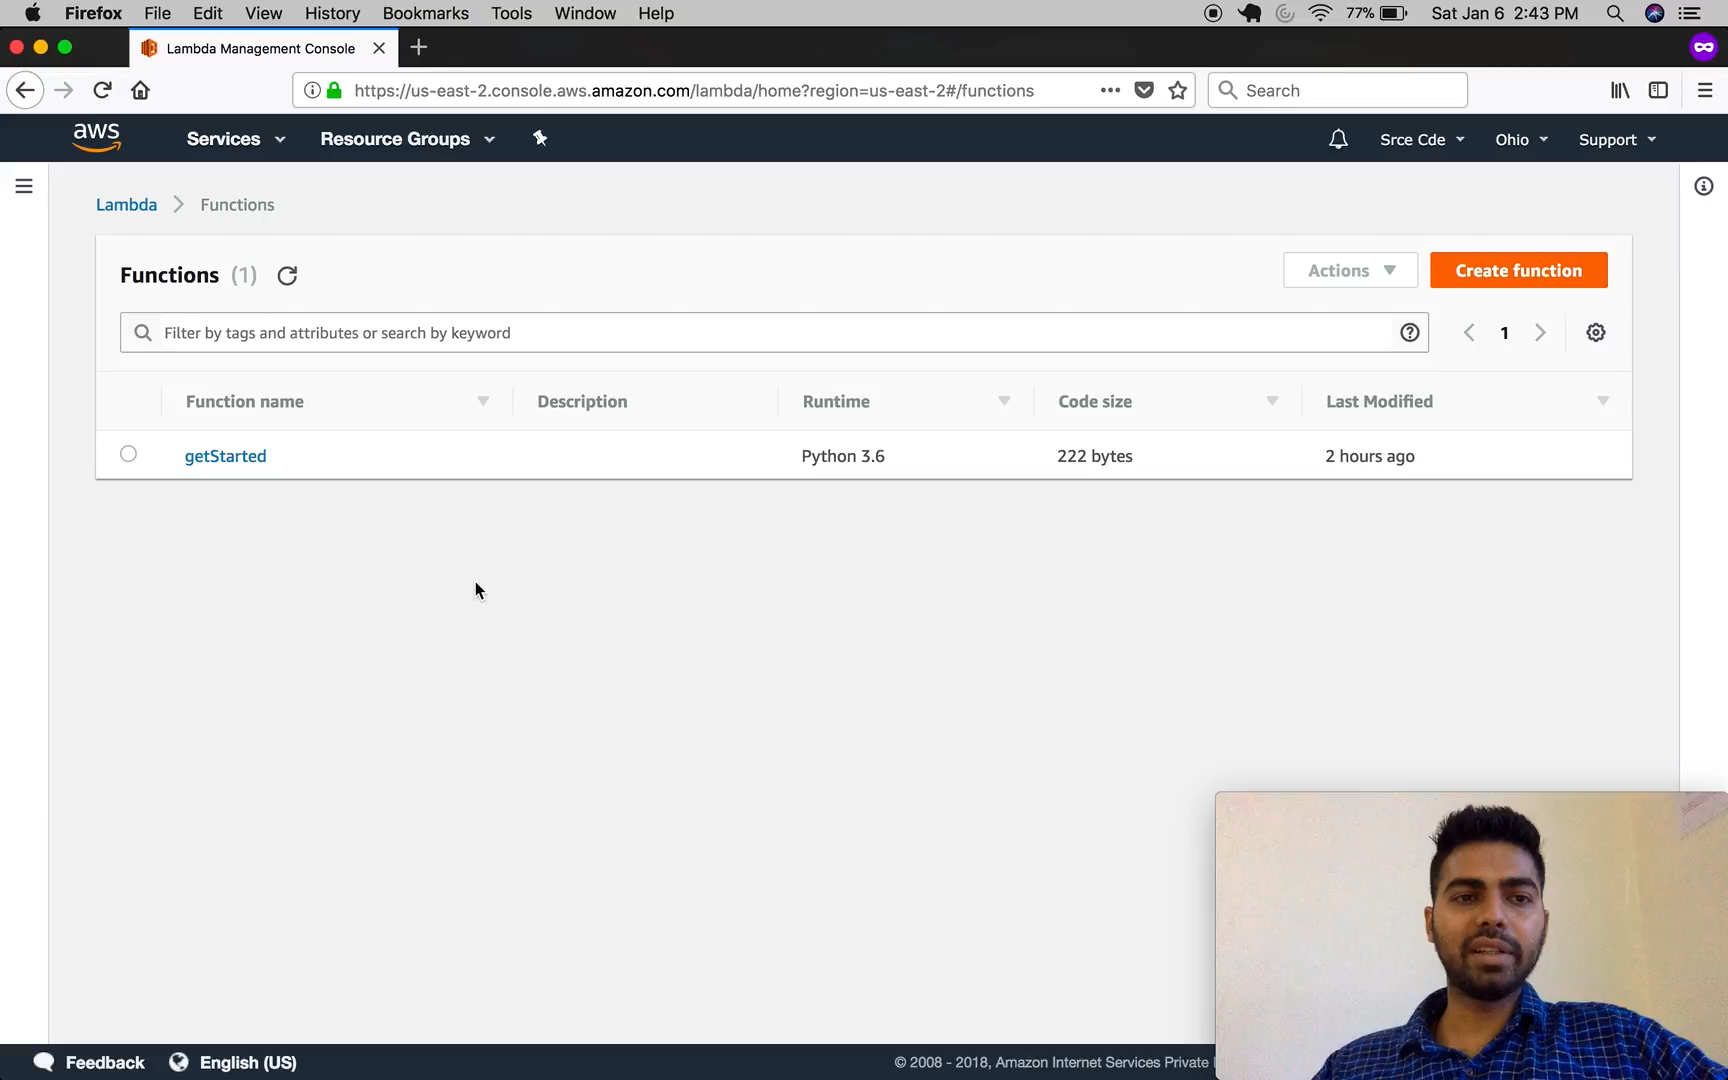 Firefox File Edit View History Bookmarks Tools Window Help 77% Sat Jan 6 2:43 PM
Lambda Management Console
https://us-east-2.console.aws.amazon.com/lambda/home?region=us-east-2#/functions Search
aws Services Resource Groups Srce Cde Ohio Support
Lambda Functions
Functions (1) Actions Create function
Filter by tags and attributes or search by keyword 1
Function name Description Runtime Code size Last Modified
getStarted Python 3.6 222 bytes 2 hours ago
Feedback English (US) © 2008 - 2018, Amazon Internet Services Private